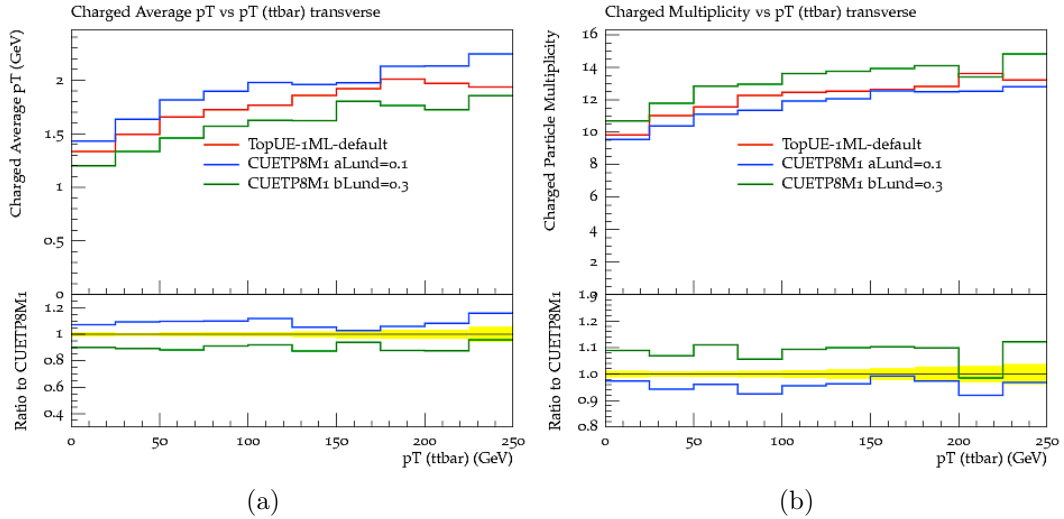 Charged Average pT vs pT (ttbar) transverse
Charged Average pT (GeV)
2
1.5
1
0.5
0
TopUE-1ML-default
CUETP8M1 aLund=0.1
CUETP8M1 bLund=0.3
Ratio to CUETP8M1
1.2
1
0.8
0.6
0.4
0 50 100 150 200 250
pT (ttbar) (GeV)
(a)
Charged Multiplicity vs pT (ttbar) transverse
Charged Particle Multiplicity
16
14
12
10
8
6
4
2
TopUE-1ML-default
CUETP8M1 aLund=0.1
CUETP8M1 bLund=0.3
Ratio to CUETP8M1
1.2
1.1
1.0
0.9
0.8
0 50 100 150 200 250
pT (ttbar) (GeV)
(b)